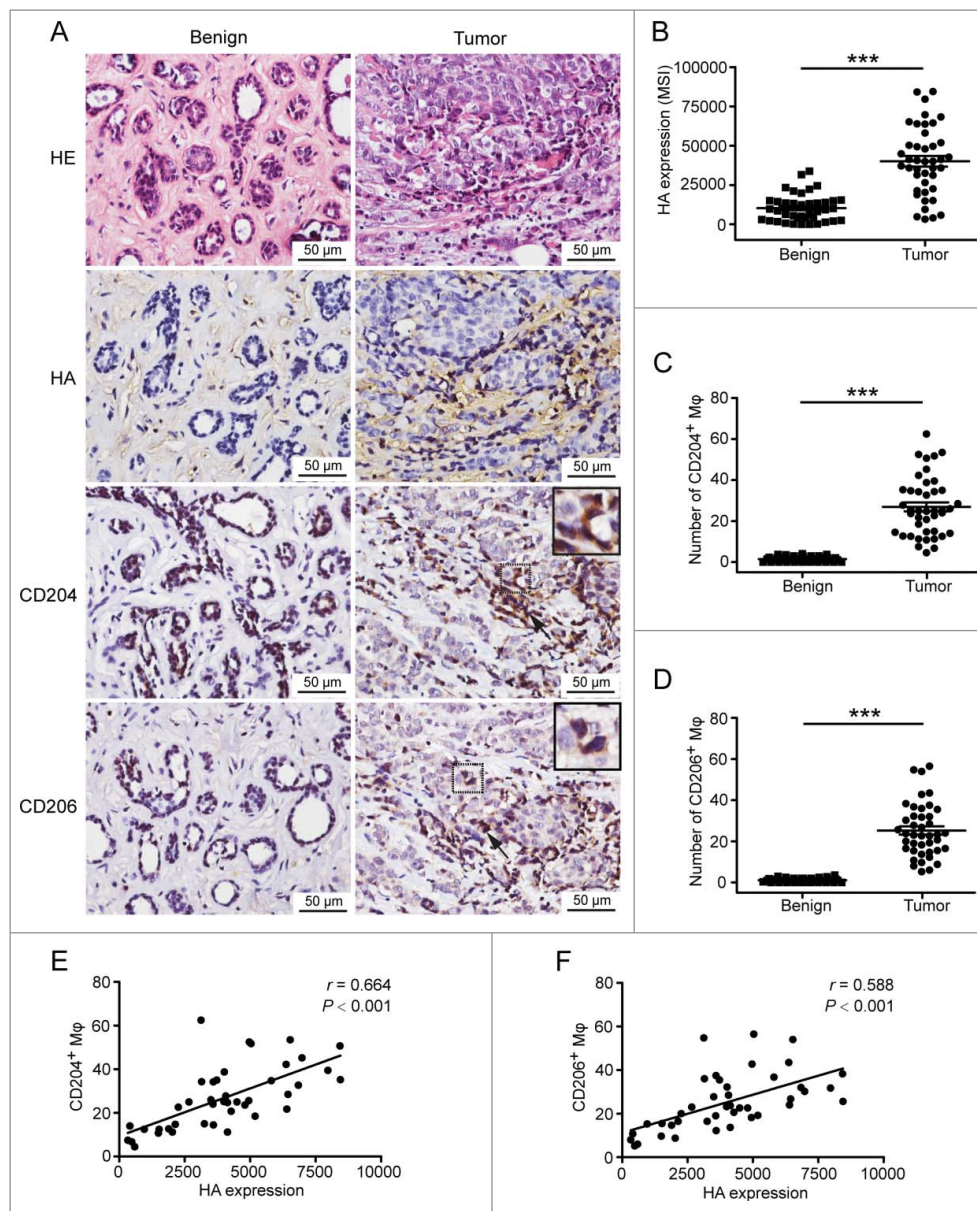 A
Benign
Tumor
HE
50 µm
50 µm
HA
50 µm
50 µm
CD204
50 µm
50 µm
CD206
50 µm
50 µm
B
HA expression (MSI)
100000
75000
50000
25000
0
***
Benign
Tumor
C
Number of CD204+ Mφ
80
60
40
20
0
***
Benign
Tumor
D
Number of CD206+ Mφ
80
60
40
20
0
***
Benign
Tumor
E
r = 0.664
P < 0.001
CD204+ Mφ
80
60
40
20
0
0 2500 5000 7500 10000
HA expression
F
r = 0.588
P < 0.001
CD206+ Mφ
80
60
40
20
0
0 2500 5000 7500 10000
HA expression